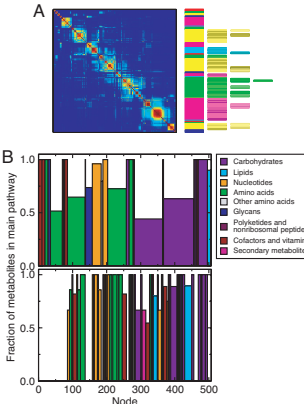 A
B
1.0
0.5
0.0
1.0
0.5
0.0
0
100
200
300
400
500
Node
Fraction of metabolites in main pathway
Carbohydrates
Lipids
Nucleotides
Amino acids
Other amino acids
Glycans
Polyketides and
nonribosomal peptide
Cofactors and vitamin
Secondary metabolite